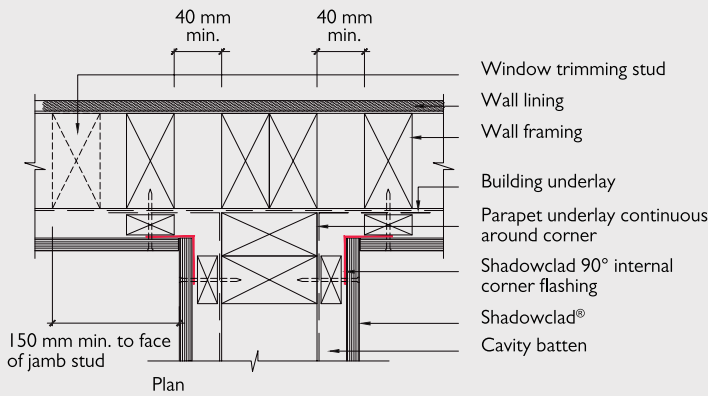 40 mm
min.
40 mm
min.
Window trimming stud
Wall lining
Wall framing
Building underlay
Parapet underlay continuous
around corner
Shadowclad 90° internal
corner flashing
Shadowclad®
Cavity batten
150 mm min. to face
of jamb stud
Plan